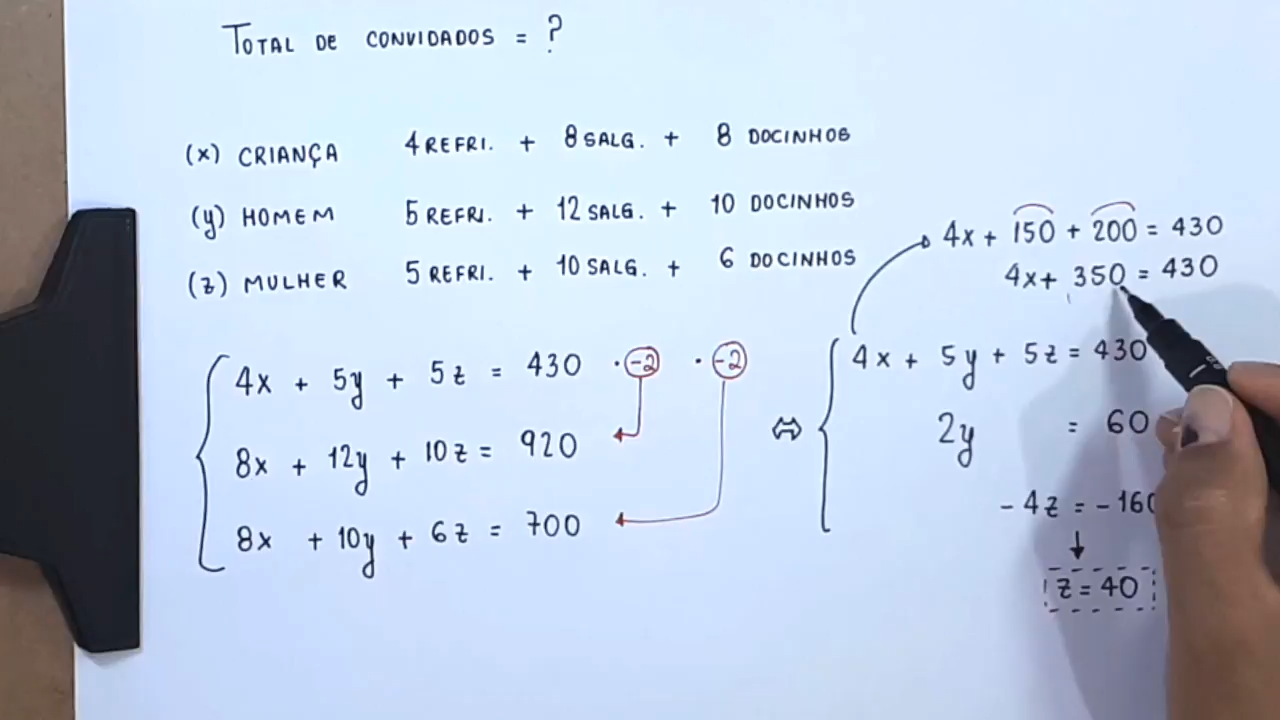 TOTAL DE CONVIDADOS = ?
(x) CRIANÇA 4 REFRI. + 8 SALG. + 8 DOCINHOS
(y) HOMEM 5 REFRI. + 12 SALG. + 10 DOCINHOS
(z) MULHER 5 REFRI. + 10 SALG. + 6 DOCINHOS
4x + 150 + 200 = 430
4x + 350 = 430
4x + 5y + 5z = 430 · -2 · -2
8x + 12y + 10z = 920
8x + 10y + 6z = 700
⇔
4x + 5y + 5z = 430
2y = 60
-4z = -160
z = 40